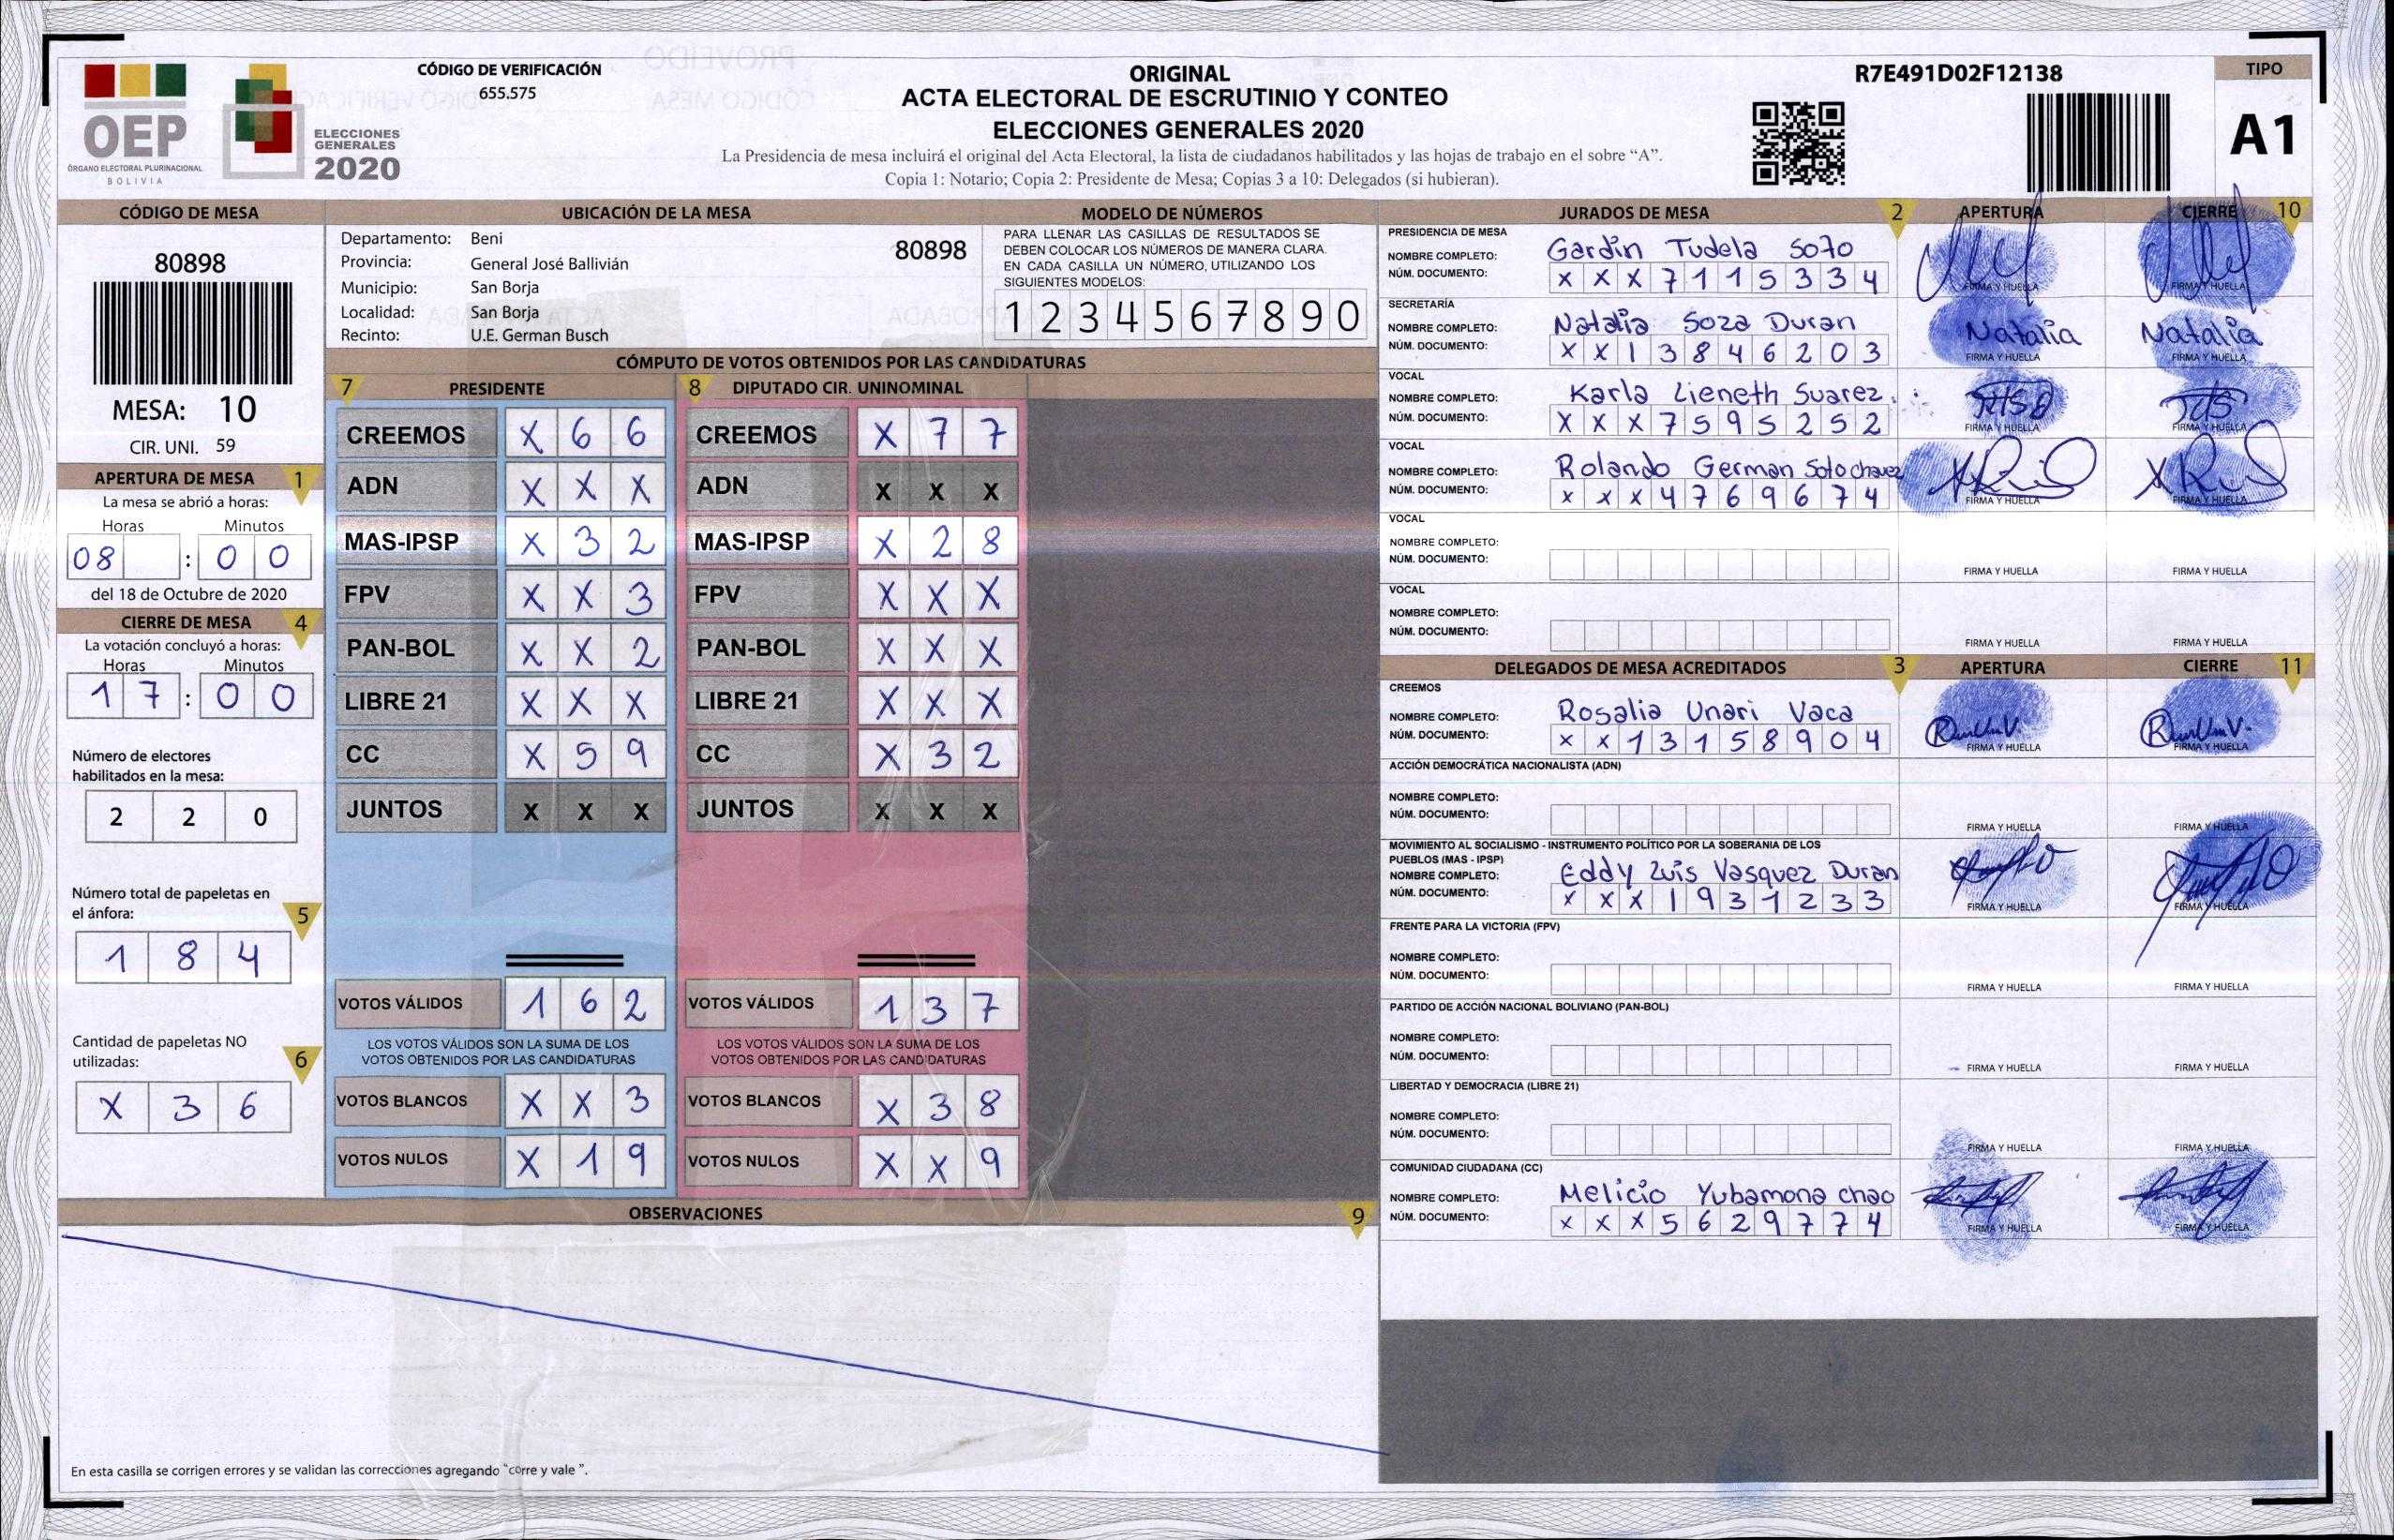 OEP
ÓRGANO ELECTORAL PLURINACIONAL
BOLIVIA
ELECCIONES
GENERALES
2020
CÓDIGO DE VERIFICACIÓN
655.575
ORIGINAL
ACTA ELECTORAL DE ESCRUTINIO Y CONTEO
ELECCIONES GENERALES 2020
La Presidencia de mesa incluirá el original del Acta Electoral, la lista de ciudadanos habilitados y las hojas de trabajo en el sobre “A”.
Copia 1: Notario; Copia 2: Presidente de Mesa; Copias 3 a 10: Delegados (si hubieran).
R7E491D02F12138
TIPO
A1
CÓDIGO DE MESA
80898
MESA: 10
CIR. UNI. 59
APERTURA DE MESA 1
La mesa se abrió a horas:
Horas Minutos
08 : 0 0
del 18 de Octubre de 2020
CIERRE DE MESA 4
La votación concluyó a horas:
Horas Minutos
1 7 : 0 0
Número de electores
habilitados en la mesa:
2 2 0
Número total de papeletas en
el ánfora: 5
1 8 4
Cantidad de papeletas NO
utilizadas: 6
X 3 6
UBICACIÓN DE LA MESA
Departamento: Beni
80898
Provincia: General José Ballivián
Municipio: San Borja
Localidad: San Borja
Recinto: U.E. German Busch
MODELO DE NÚMEROS
PARA LLENAR LAS CASILLAS DE RESULTADOS SE
DEBEN COLOCAR LOS NÚMEROS DE MANERA CLARA.
EN CADA CASILLA UN NÚMERO, UTILIZANDO LOS
SIGUIENTES MODELOS:
1 2 3 4 5 6 7 8 9 0
CÓMPUTO DE VOTOS OBTENIDOS POR LAS CANDIDATURAS
7 PRESIDENTE
CREEMOS X 6 6
ADN X X X
MAS-IPSP X 3 2
FPV X X 3
PAN-BOL X X 2
LIBRE 21 X X X
CC X 5 9
JUNTOS X X X
VOTOS VÁLIDOS 1 6 2
LOS VOTOS VÁLIDOS SON LA SUMA DE LOS
VOTOS OBTENIDOS POR LAS CANDIDATURAS
VOTOS BLANCOS X X 3
VOTOS NULOS X 1 9
8 DIPUTADO CIR. UNINOMINAL
CREEMOS X 7 7
ADN X X X
MAS-IPSP X 2 8
FPV X X X
PAN-BOL X X X
LIBRE 21 X X X
CC X 3 2
JUNTOS X X X
VOTOS VÁLIDOS 1 3 7
LOS VOTOS VÁLIDOS SON LA SUMA DE LOS
VOTOS OBTENIDOS POR LAS CANDIDATURAS
VOTOS BLANCOS X 3 8
VOTOS NULOS X X 9
OBSERVACIONES 9
En esta casilla se corrigen errores y se validan las correcciones agregando “corre y vale ”.
JURADOS DE MESA 2 APERTURA CIERRE 10
PRESIDENCIA DE MESA
NOMBRE COMPLETO: Gardin Tudela Soto
NÚM. DOCUMENTO: X X X 7 1 1 5 3 3 4
FIRMA Y HUELLA FIRMA Y HUELLA
SECRETARÍA
NOMBRE COMPLETO: Natalia Soza Duran Natalia Natalia
NÚM. DOCUMENTO: X X 1 3 8 4 6 2 0 3
FIRMA Y HUELLA FIRMA Y HUELLA
VOCAL
NOMBRE COMPLETO: Karla Lieneth Suarez.
NÚM. DOCUMENTO: X X X 7 5 9 5 2 5 2
FIRMA Y HUELLA FIRMA Y HUELLA
VOCAL
NOMBRE COMPLETO: Rolando German Soto chavez
NÚM. DOCUMENTO: X X X 4 7 6 9 6 7 4
FIRMA Y HUELLA FIRMA Y HUELLA
VOCAL
NOMBRE COMPLETO:
NÚM. DOCUMENTO:
FIRMA Y HUELLA FIRMA Y HUELLA
VOCAL
NOMBRE COMPLETO:
NÚM. DOCUMENTO:
FIRMA Y HUELLA FIRMA Y HUELLA
DELEGADOS DE MESA ACREDITADOS 3 APERTURA CIERRE 11
CREEMOS
NOMBRE COMPLETO: Rosalia Unari Vaca
NÚM. DOCUMENTO: X X 1 3 1 5 8 9 0 4
FIRMA Y HUELLA FIRMA Y HUELLA
ACCIÓN DEMOCRÁTICA NACIONALISTA (ADN)
NOMBRE COMPLETO:
NÚM. DOCUMENTO:
FIRMA Y HUELLA FIRMA Y HUELLA
MOVIMIENTO AL SOCIALISMO - INSTRUMENTO POLÍTICO POR LA SOBERANIA DE LOS
PUEBLOS (MAS - IPSP)
NOMBRE COMPLETO: Eddy Luis Vasquez Duran
NÚM. DOCUMENTO: X X X 1 9 3 1 2 3 3
FIRMA Y HUELLA FIRMA Y HUELLA
FRENTE PARA LA VICTORIA (FPV)
NOMBRE COMPLETO:
NÚM. DOCUMENTO:
FIRMA Y HUELLA FIRMA Y HUELLA
PARTIDO DE ACCIÓN NACIONAL BOLIVIANO (PAN-BOL)
NOMBRE COMPLETO:
NÚM. DOCUMENTO:
FIRMA Y HUELLA FIRMA Y HUELLA
LIBERTAD Y DEMOCRACIA (LIBRE 21)
NOMBRE COMPLETO:
NÚM. DOCUMENTO:
FIRMA Y HUELLA FIRMA Y HUELLA
COMUNIDAD CIUDADANA (CC)
NOMBRE COMPLETO: Melicio Yubamona chao
NÚM. DOCUMENTO: X X X 5 6 2 9 7 7 4
FIRMA Y HUELLA FIRMA Y HUELLA